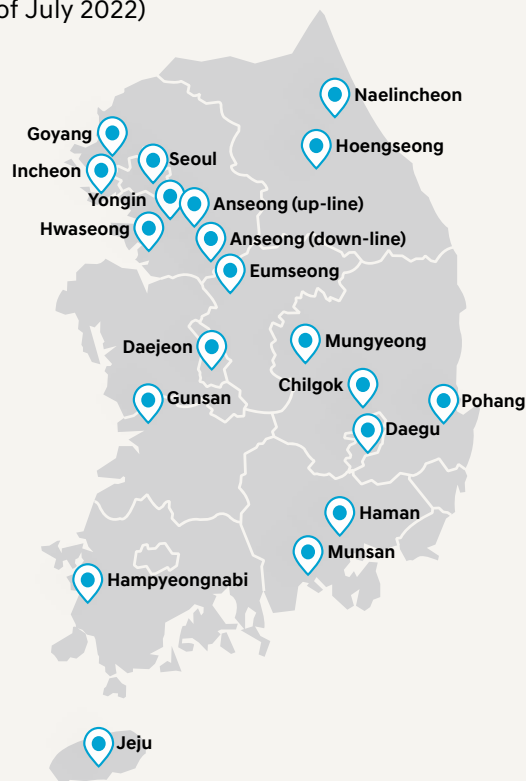 of July 2022)
Naelincheon
Goyang
Hoengseong
Seoul
Incheon
Yongin
Anseong (up-line)
Hwaseong
Anseong (down-line)
Eumseong
Daejeon
Mungyeong
Chilgok
Gunsan
Pohang
Daegu
Haman
Munsan
Hampyeongnabi
Jeju